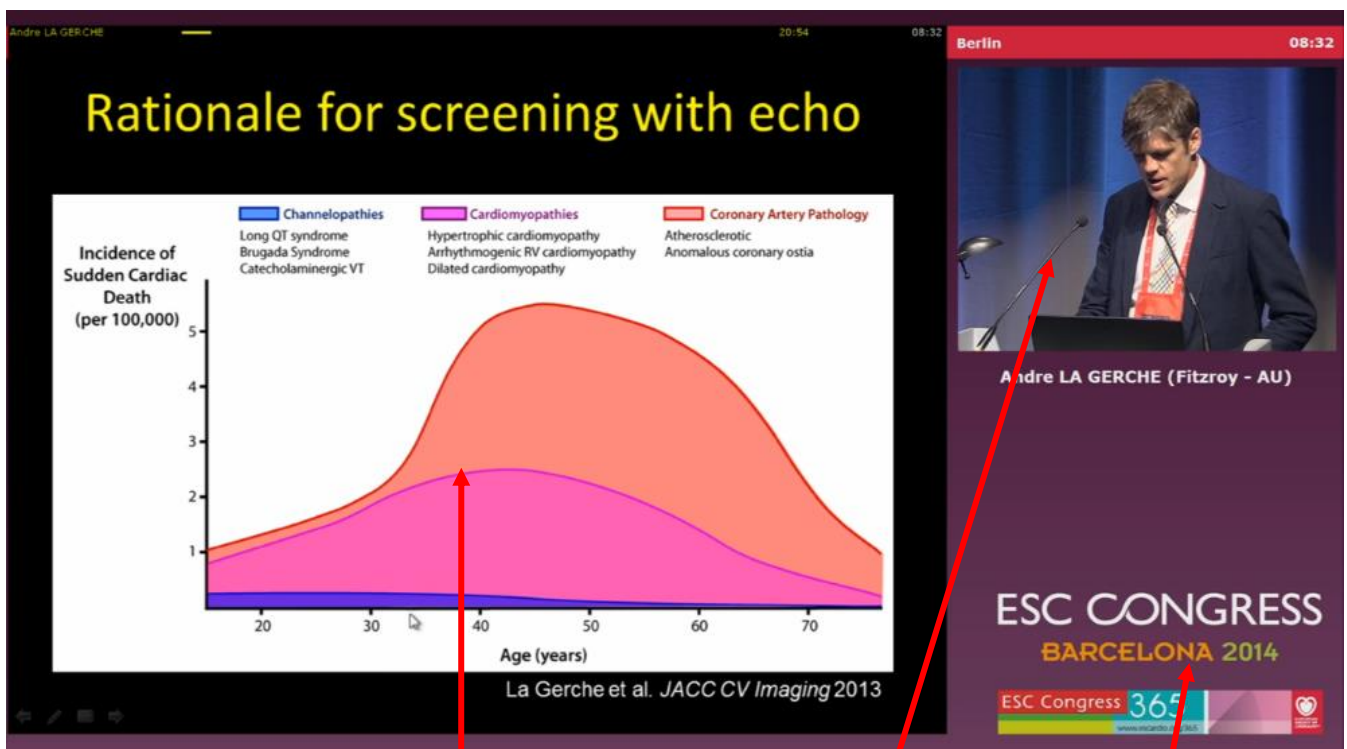 Andre LA GERCHE
20:54
08:32
Berlin
08:32
Rationale for screening with echo
Channelopathies
Long QT syndrome
Brugada Syndrome
Catecholaminergic VT
Cardiomyopathies
Hypertrophic cardiomyopathy
Arrhythmogenic RV cardiomyopathy
Dilated cardiomyopathy
Coronary Artery Pathology
Atherosclerotic
Anomalous coronary ostia
Incidence of
Sudden Cardiac
Death
(per 100,000)
5
4
3
2
1
20 30 40 50 60 70
Age (years)
La Gerche et al. JACC CV Imaging 2013
Andre LA GERCHE (Fitzroy - AU)
ESC CONGRESS
BARCELONA 2014
ESC Congress 365